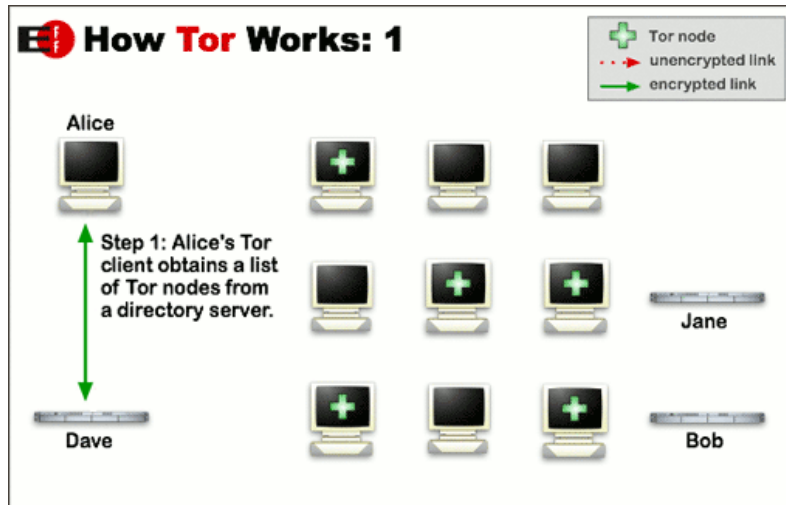 EFF How Tor Works: 1
Tor node
unencrypted link
encrypted link
Alice
Step 1: Alice's Tor
client obtains a list
of Tor nodes from
a directory server.
Jane
Dave
Bob